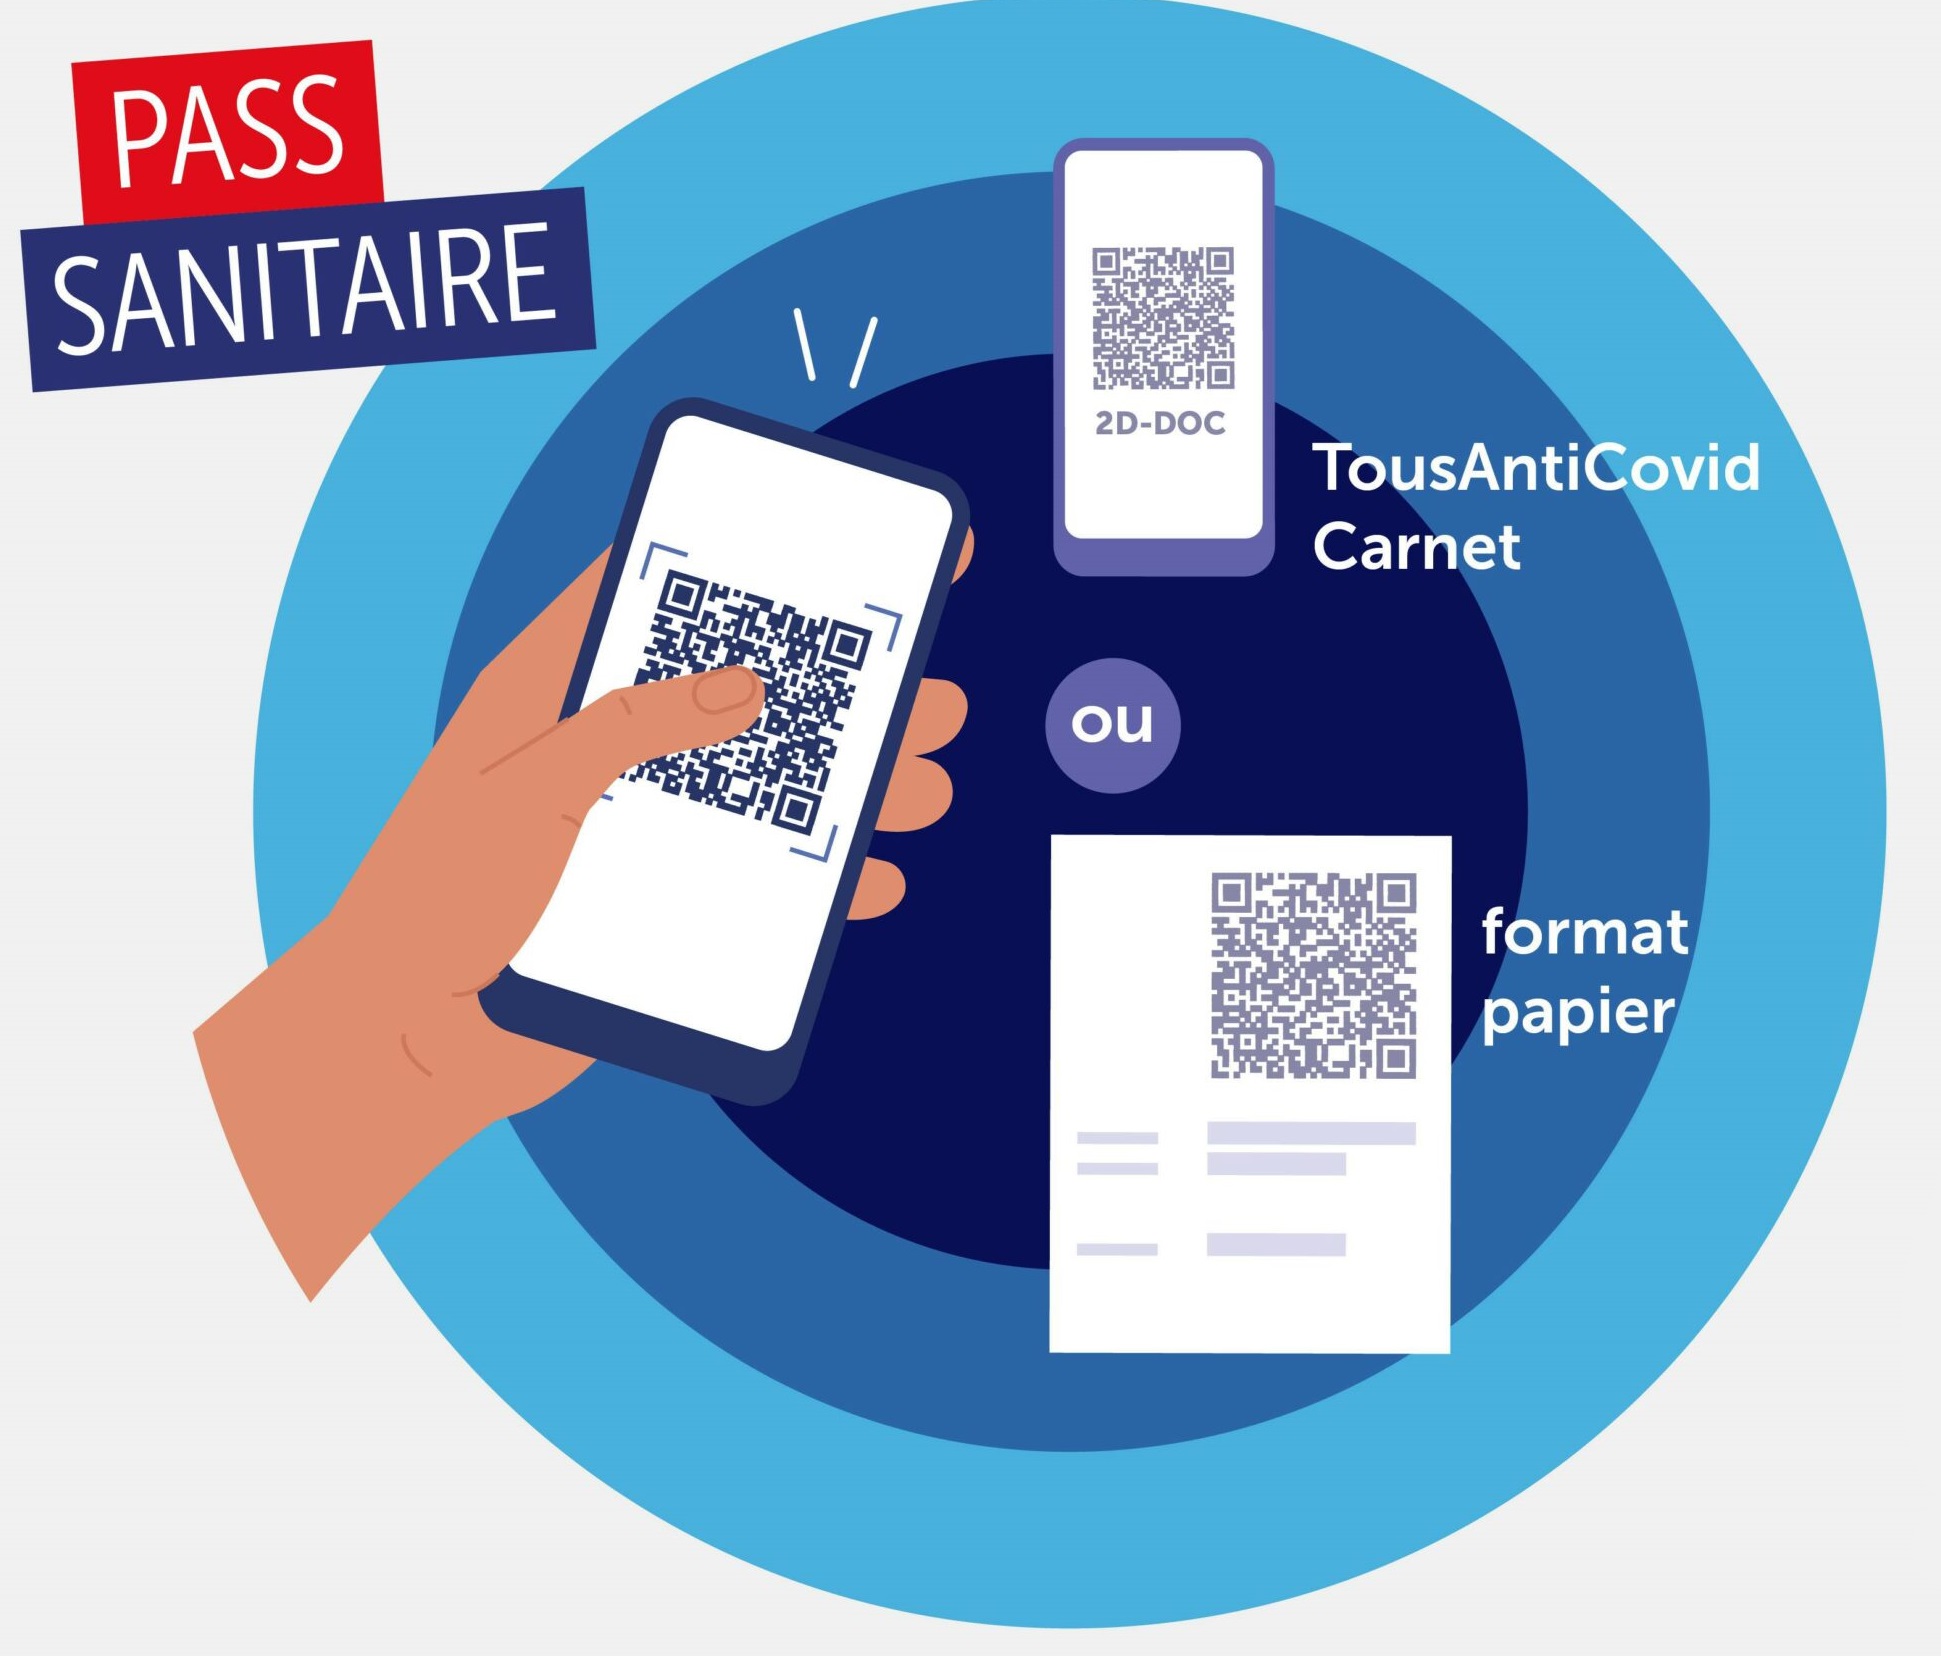 PASS
SANITAIRE
2D-DOC
TousAntiCovid
Carnet
ou
format
papier